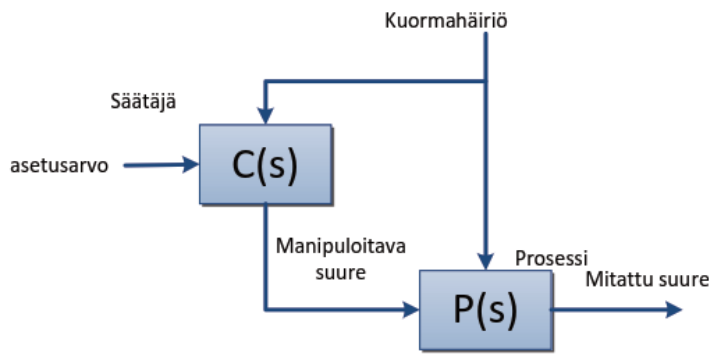 Kuormahäiriö
Säätäjä
asetusarvo
C(s)
Manipuloitava
suure
Prosessi
Mitattu suure
P(s)